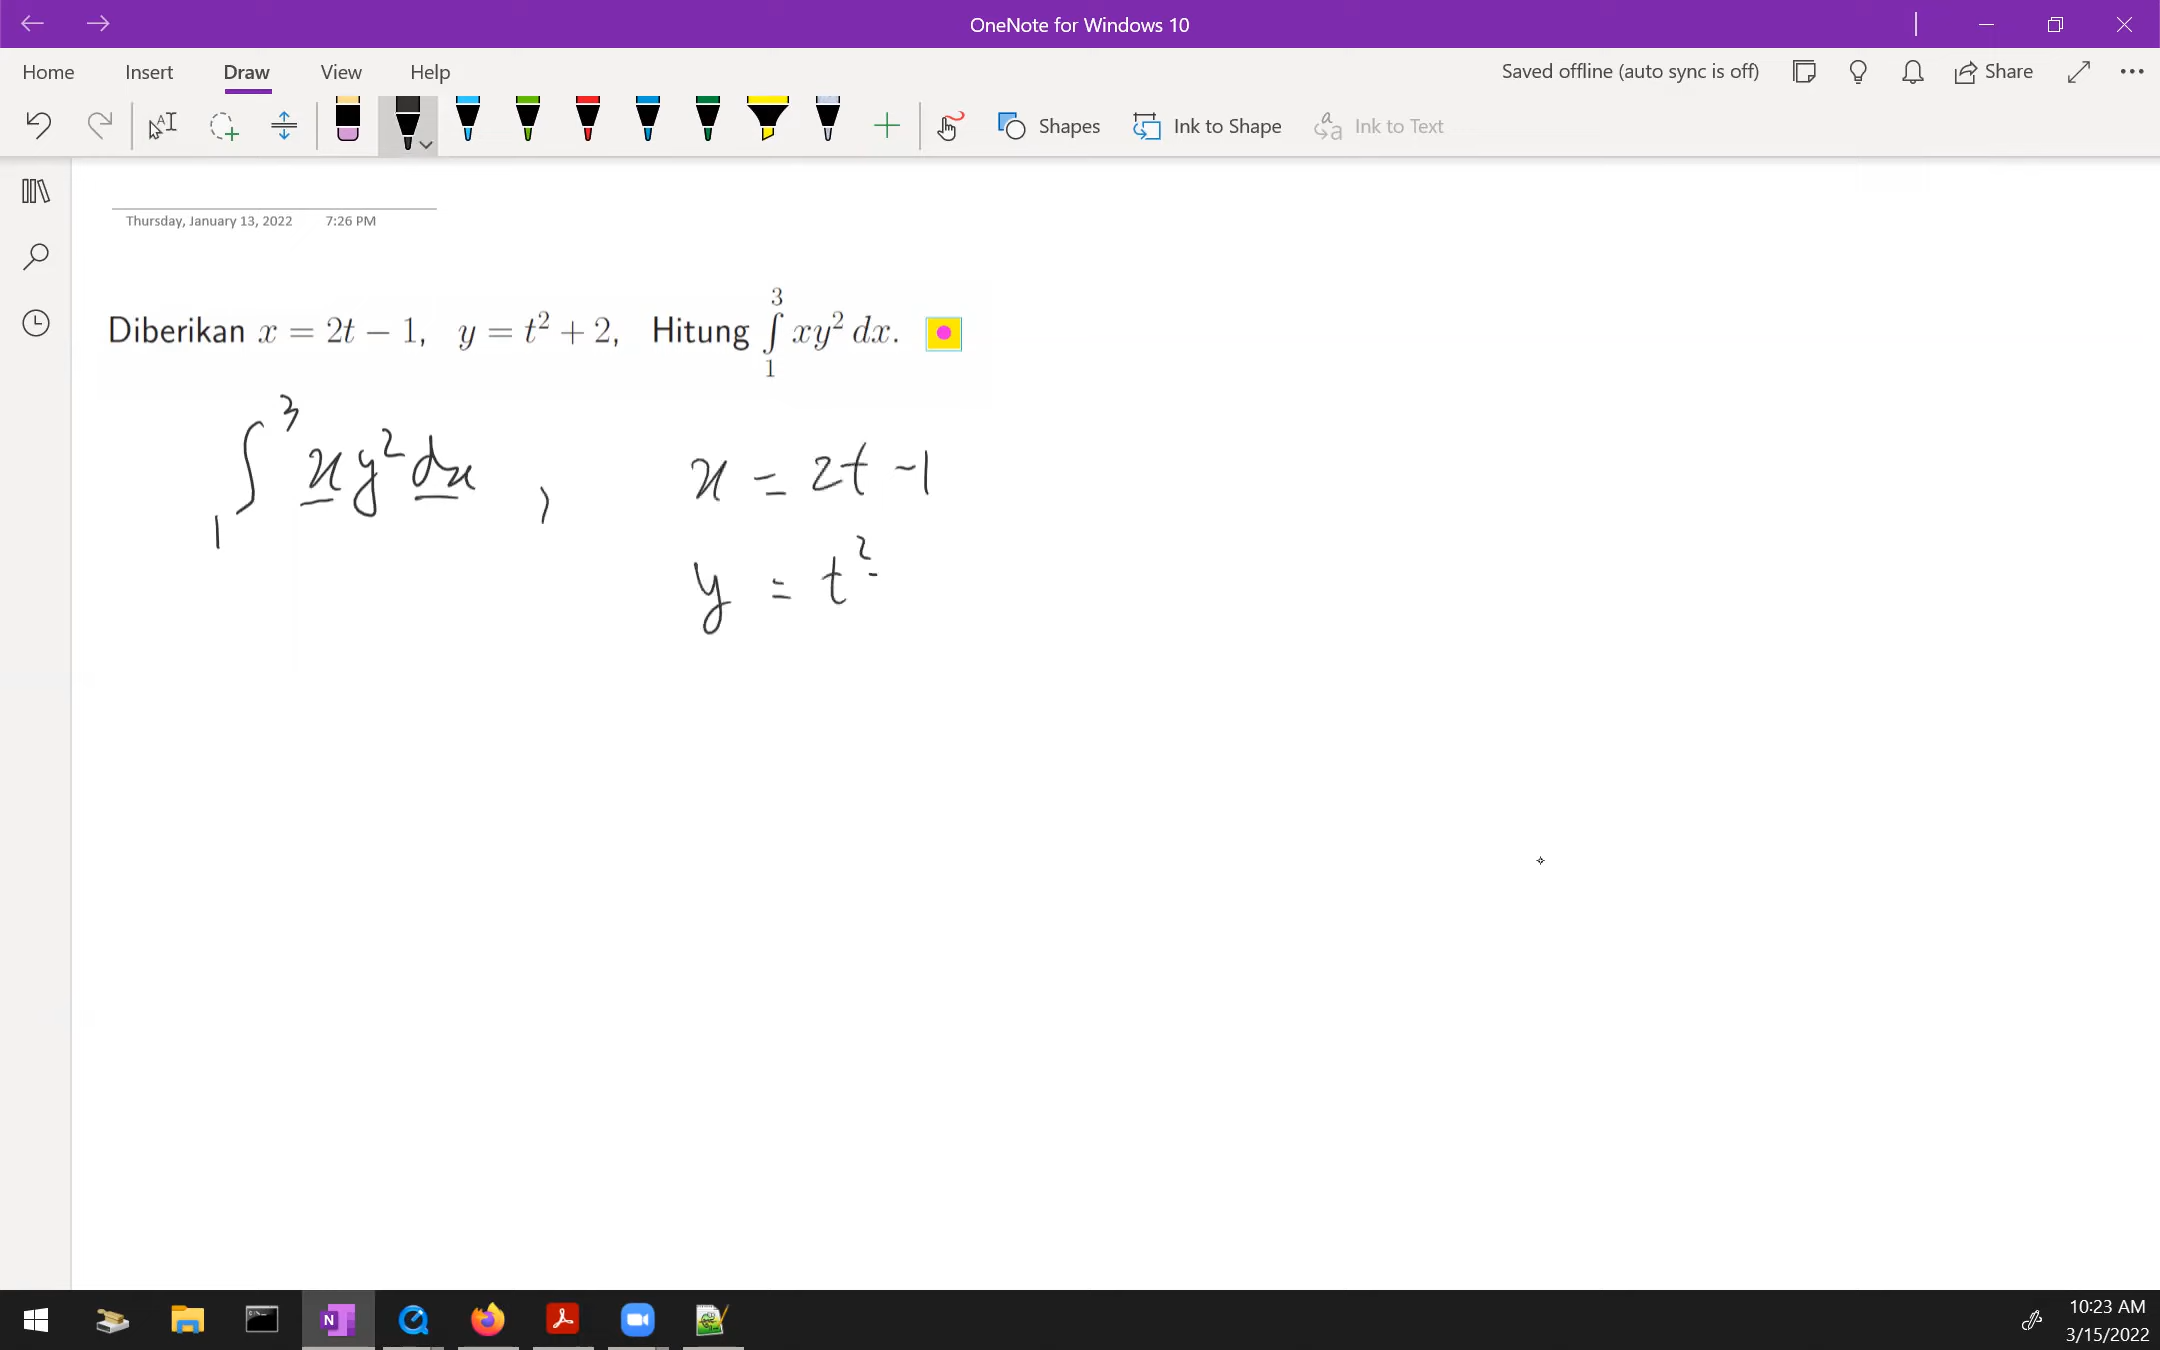 OneNote for Windows 10
Home Insert Draw View Help Saved offline (auto sync is off) Share
Shapes Ink to Shape Ink to Text
Thursday, January 13, 2022 7:26 PM
Diberikan x = 2t − 1, y = t² + 2, Hitung ∫₁³ xy² dx.
∫₁³ xy² dx , x = 2t -1
y = t² -
10:23 AM
3/15/2022